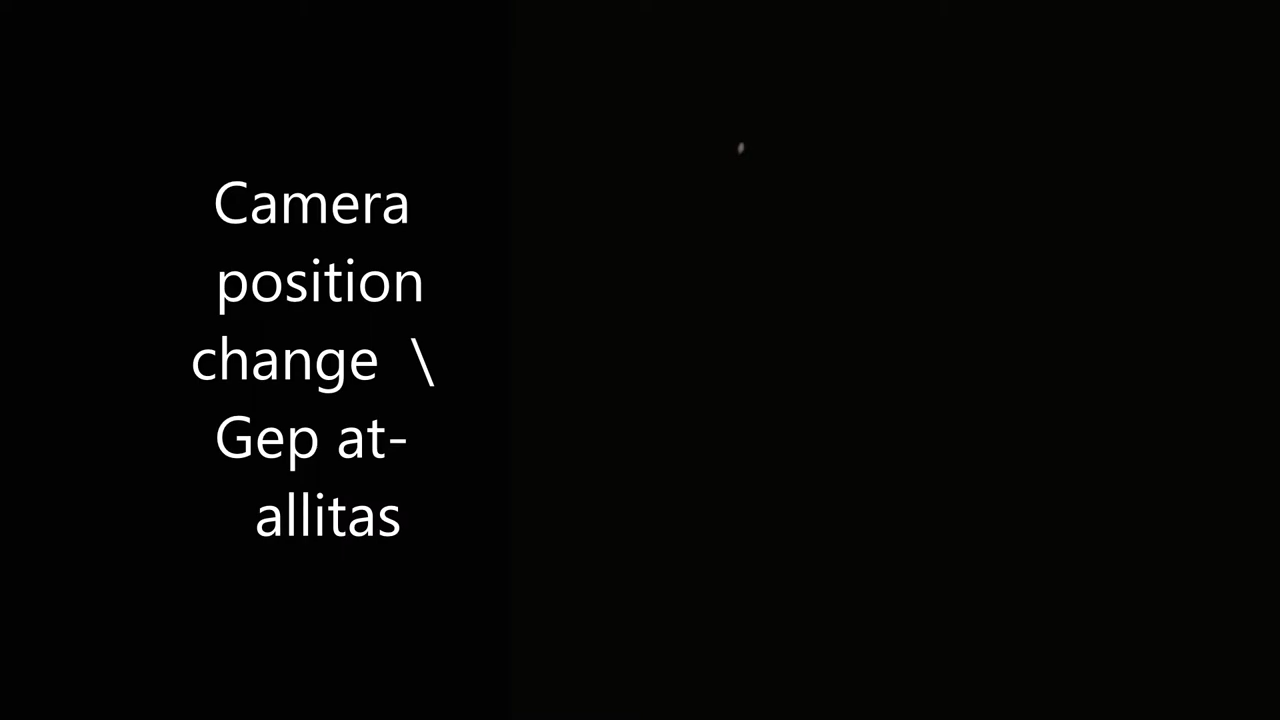 Camera
position
change \
Gep at-
allitas